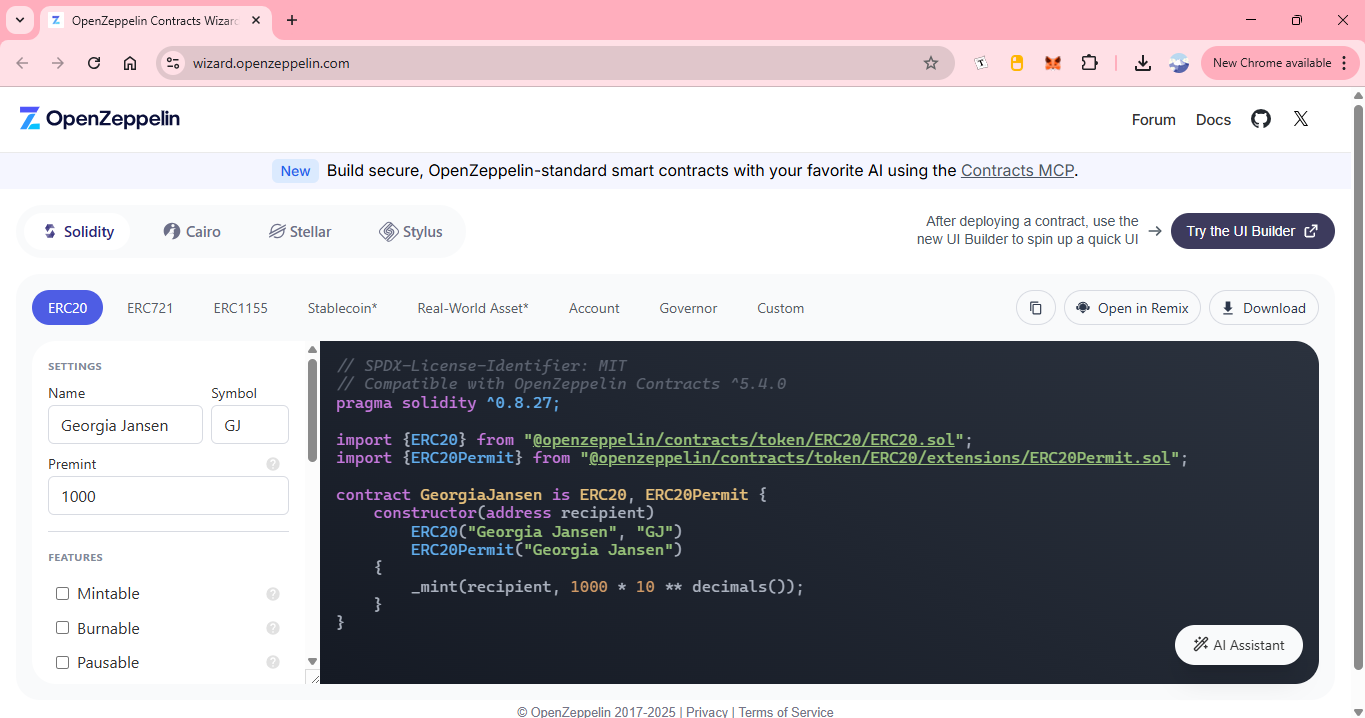 OpenZeppelin Contracts Wizard
wizard.openzeppelin.com
New Chrome available
OpenZeppelin
Forum
Docs
New
Build secure, OpenZeppelin-standard smart contracts with your favorite AI using the Contracts MCP.
Solidity
Cairo
Stellar
Stylus
After deploying a contract, use the
new UI Builder to spin up a quick UI
Try the UI Builder
ERC20
ERC721
ERC1155
Stablecoin*
Real-World Asset*
Account
Governor
Custom
Open in Remix
Download
SETTINGS
Name
Symbol
Georgia Jansen
GJ
Premint
?
1000
FEATURES
Mintable
?
Burnable
?
Pausable
?
// SPDX-License-Identifier: MIT
// Compatible with OpenZeppelin Contracts ^5.4.0
pragma solidity ^0.8.27;
import {ERC20} from "@openzeppelin/contracts/token/ERC20/ERC20.sol";
import {ERC20Permit} from "@openzeppelin/contracts/token/ERC20/extensions/ERC20Permit.sol";
contract GeorgiaJansen is ERC20, ERC20Permit {
constructor(address recipient)
ERC20("Georgia Jansen", "GJ")
ERC20Permit("Georgia Jansen")
{
_mint(recipient, 1000 * 10 ** decimals());
}
}
AI Assistant
© OpenZeppelin 2017-2025 | Privacy | Terms of Service